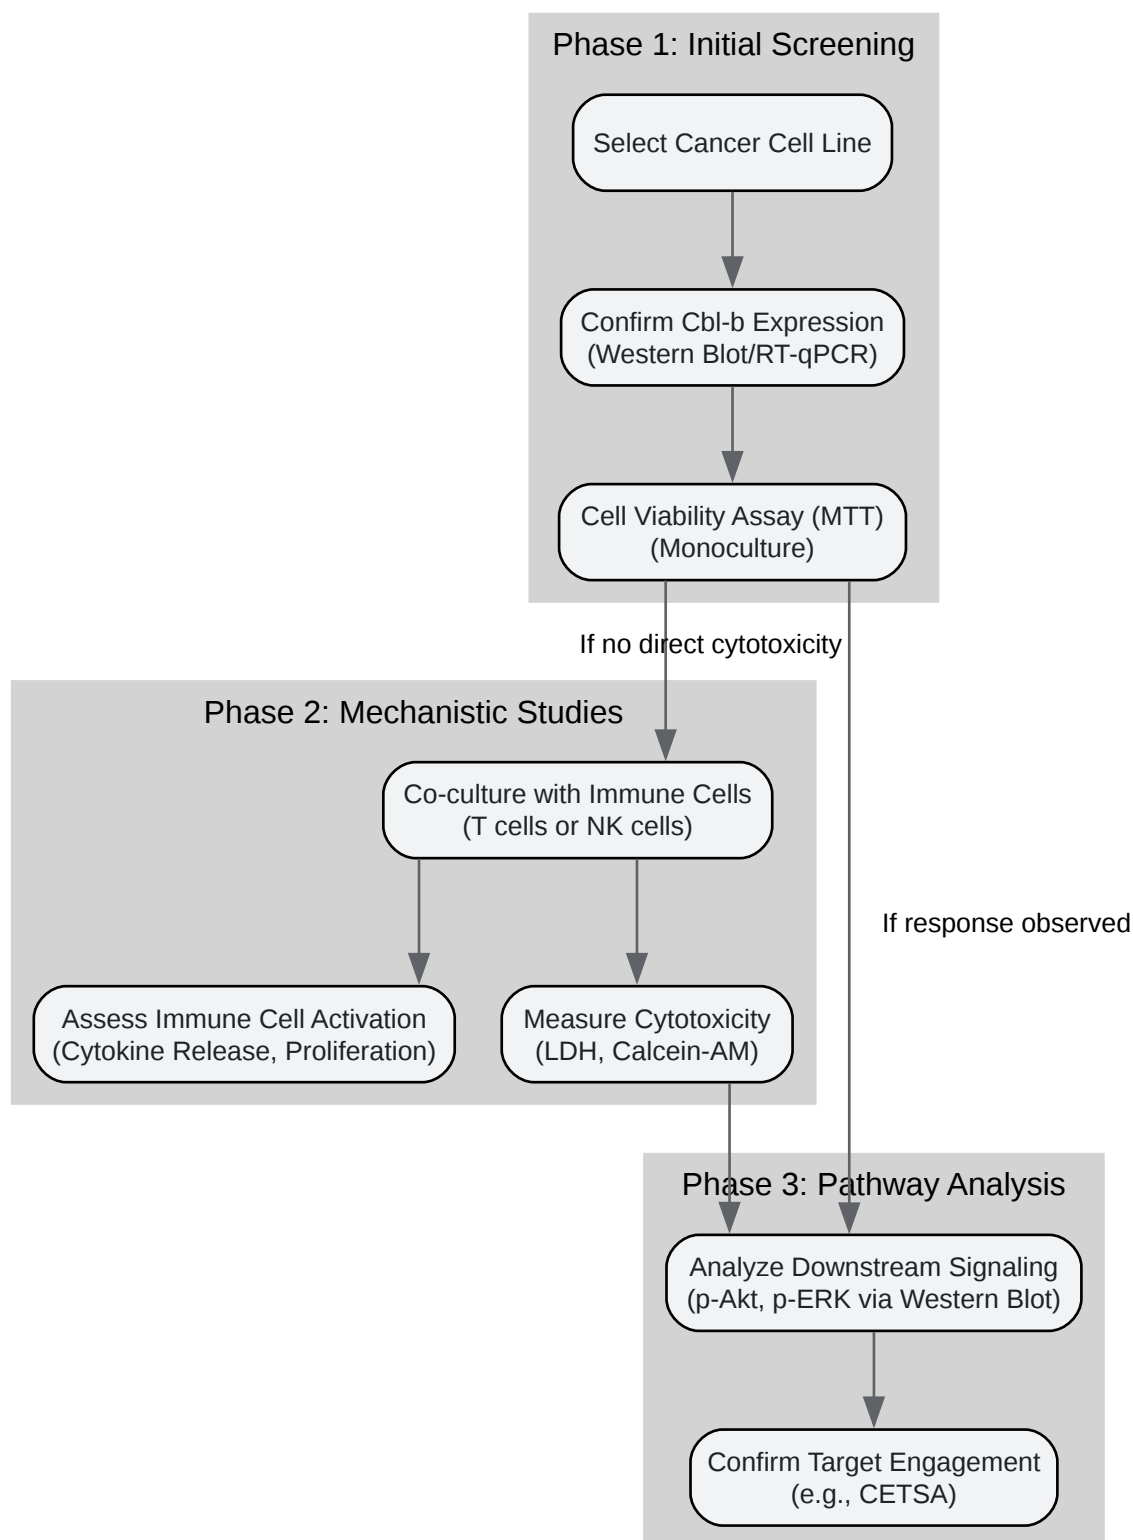 Phase 1: Initial Screening
Select Cancer Cell Line
Confirm Cbl-b Expression
(Western Blot/RT-qPCR)
Cell Viability Assay (MTT)
(Monoculture)
If no direct cytotoxicity
Phase 2: Mechanistic Studies
Co-culture with Immune Cells
(T cells or NK cells)
If response observed
Assess Immune Cell Activation
(Cytokine Release, Proliferation)
Measure Cytotoxicity
(LDH, Calcein-AM)
Phase 3: Pathway Analysis
Analyze Downstream Signaling
(p-Akt, p-ERK via Western Blot)
Confirm Target Engagement
(e.g., CETSA)